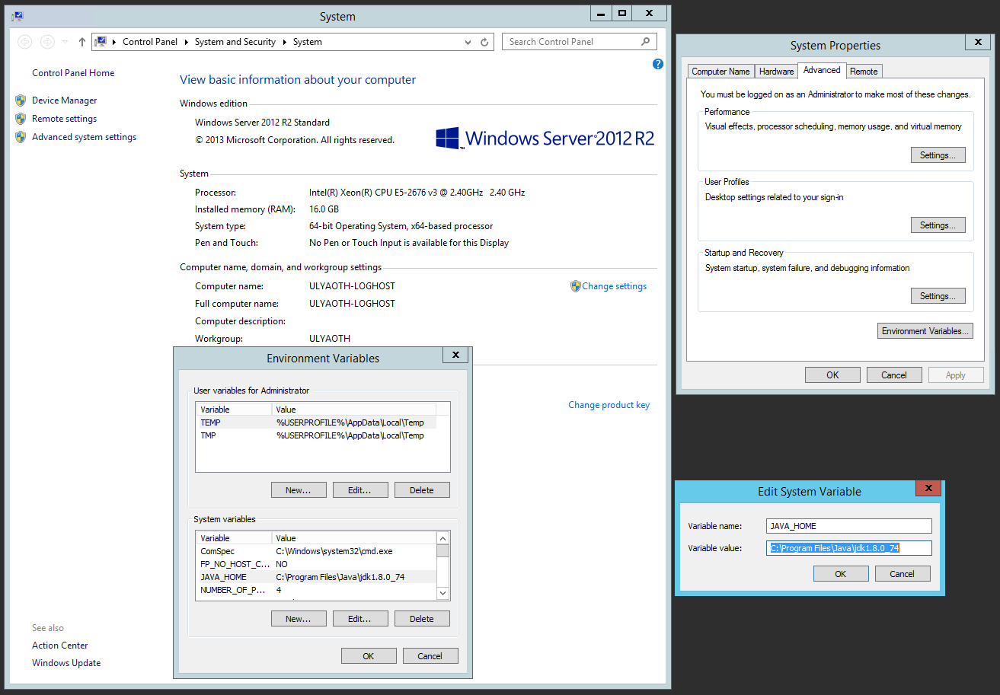 System
Control Panel
System and Security
System
Search Control Panel
Control Panel Home
Device Manager
Remote settings
Advanced system settings
See also
Action Center
Windows Update
View basic information about your computer
Windows edition
Windows Server 2012 R2 Standard
© 2013 Microsoft Corporation. All rights reserved.
Windows Server 2012 R2
System
Processor: Intel(R) Xeon(R) CPU E5-2676 v3 @ 2.40GHz 2.40 GHz
Installed memory (RAM): 16.0 GB
System type: 64-bit Operating System, x64-based processor
Pen and Touch: No Pen or Touch Input is available for this Display
Computer name, domain, and workgroup settings
Computer name: ULYAOTH-LOGHOST
Change settings
Full computer name: ULYAOTH-LOGHOST
Computer description:
Workgroup: ULYAOTH
Change product key
Environment Variables
User variables for Administrator
Variable Value
TEMP %USERPROFILE%\AppData\Local\Temp
TMP %USERPROFILE%\AppData\Local\Temp
New... Edit... Delete
System variables
Variable Value
ComSpec C:\Windows\system32\cmd.exe
FP_NO_HOST_C... NO
JAVA_HOME C:\Program Files\Java\jdk1.8.0_74
NUMBER_OF_P... 4
New... Edit... Delete
OK Cancel
System Properties
Computer Name Hardware Advanced Remote
You must be logged on as an Administrator to make most of these changes.
Performance
Visual effects, processor scheduling, memory usage, and virtual memory
Settings...
User Profiles
Desktop settings related to your sign-in
Settings...
Startup and Recovery
System startup, system failure, and debugging information
Settings...
Environment Variables...
OK Cancel Apply
Edit System Variable
Variable name: JAVA_HOME
Variable value: C:\Program Files\Java\jdk1.8.0_74
OK Cancel